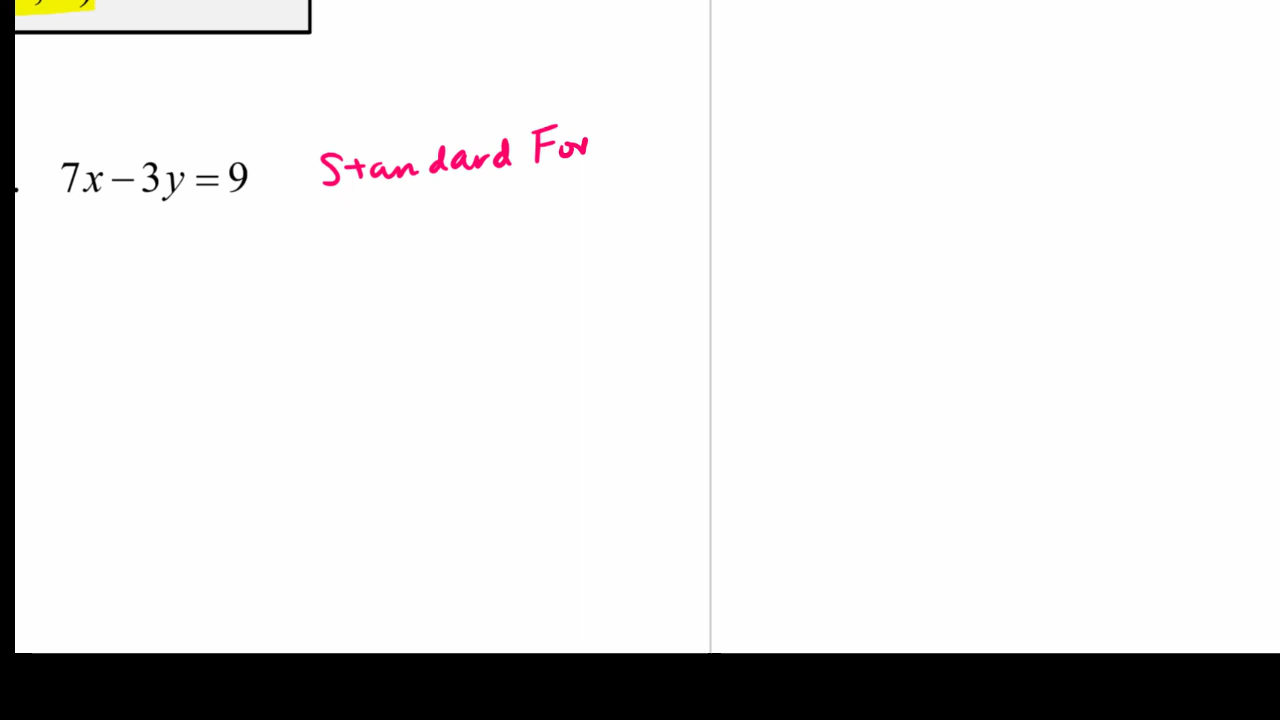 . 7x − 3y = 9 Standard For